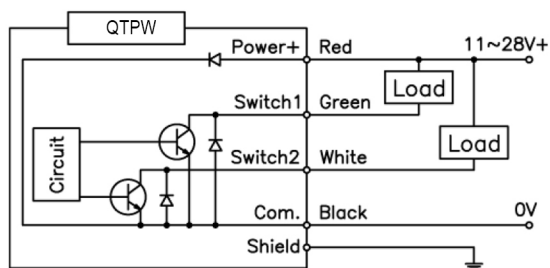 QTPW
Power+ Red 11~28V+
Load
Switch1 Green
Load
Circuit
Switch2 White
Com. Black 0V
Shield